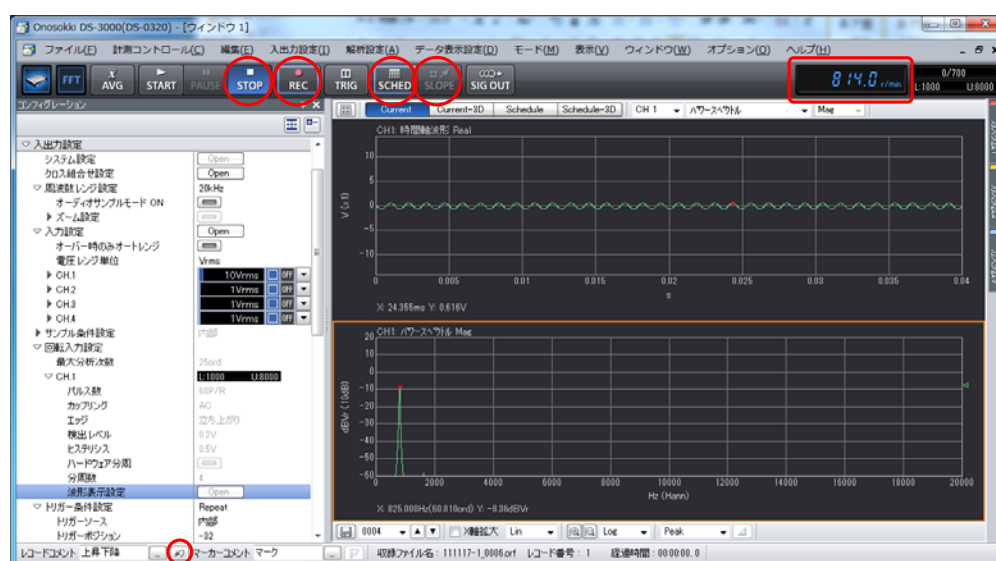 Onosokki DS-3000(DS-0320) - [ウィンドウ 1]
ファイル(F) 計測コントロール(C) 編集(E) 入出力設定(I) 解析設定(A) データ表示設定(D) モード(M) 表示(V) ウィンドウ(W) オプション(O) ヘルプ(H)
FFT AVG START PAUSE STOP REC TRIG SCHED SLOPE SIG OUT 814.0 r/min 0/700
L:1000 U:8000
コンフィグレーション
Current Current-3D Schedule Schedule-3D CH 1 パワースペクトル Mag
入出力設定
システム設定 Open
クロス組合せ設定 Open
周波数レンジ設定 20kHz
オーディオサンプルモード ON
ズーム設定
入力設定 Open
オーバー時のみオートレンジ
電圧レンジ単位 Vrms
CH.1 10Vrms OFF
CH.2 1Vrms OFF
CH.3 1Vrms OFF
CH.4 1Vrms OFF
サンプル条件設定 内部
回転入力設定
最大分析次数 25ord
CH.1 L:1000 U:8000
パルス数 60P/R
カップリング AC
エッジ 立ち上がり
検出レベル 0.2V
ヒステリシス 0.5V
ハードウェア分周
分周数 4
波形表示設定 Open
トリガー条件設定 Repeat
トリガーソース 内部
トリガーポジション -32
CH1: 時間軸波形 Real
V (x1)
10
5
0
-5
-10
0 0.005 0.01 0.015 0.02 0.025 0.03 0.035 0.04
s
X: 24.355ms Y: 0.616V
CH1: パワースペクトル Mag
dBVr (10dB)
20
10
0
-10
-20
-30
-40
-50
-60
0 2000 4000 6000 8000 10000 12000 14000 16000 18000 20000
Hz (Hann)
X: 825.000Hz(60.810ord) Y: -8.36dBVr
0004 X軸拡大 Lin Log Peak
レコードコメント 上昇下降 ... マーカーコメント マーク ... 収録ファイル名：111117-1_0006.orf レコード番号：1 経過時間：00:00:00. 0